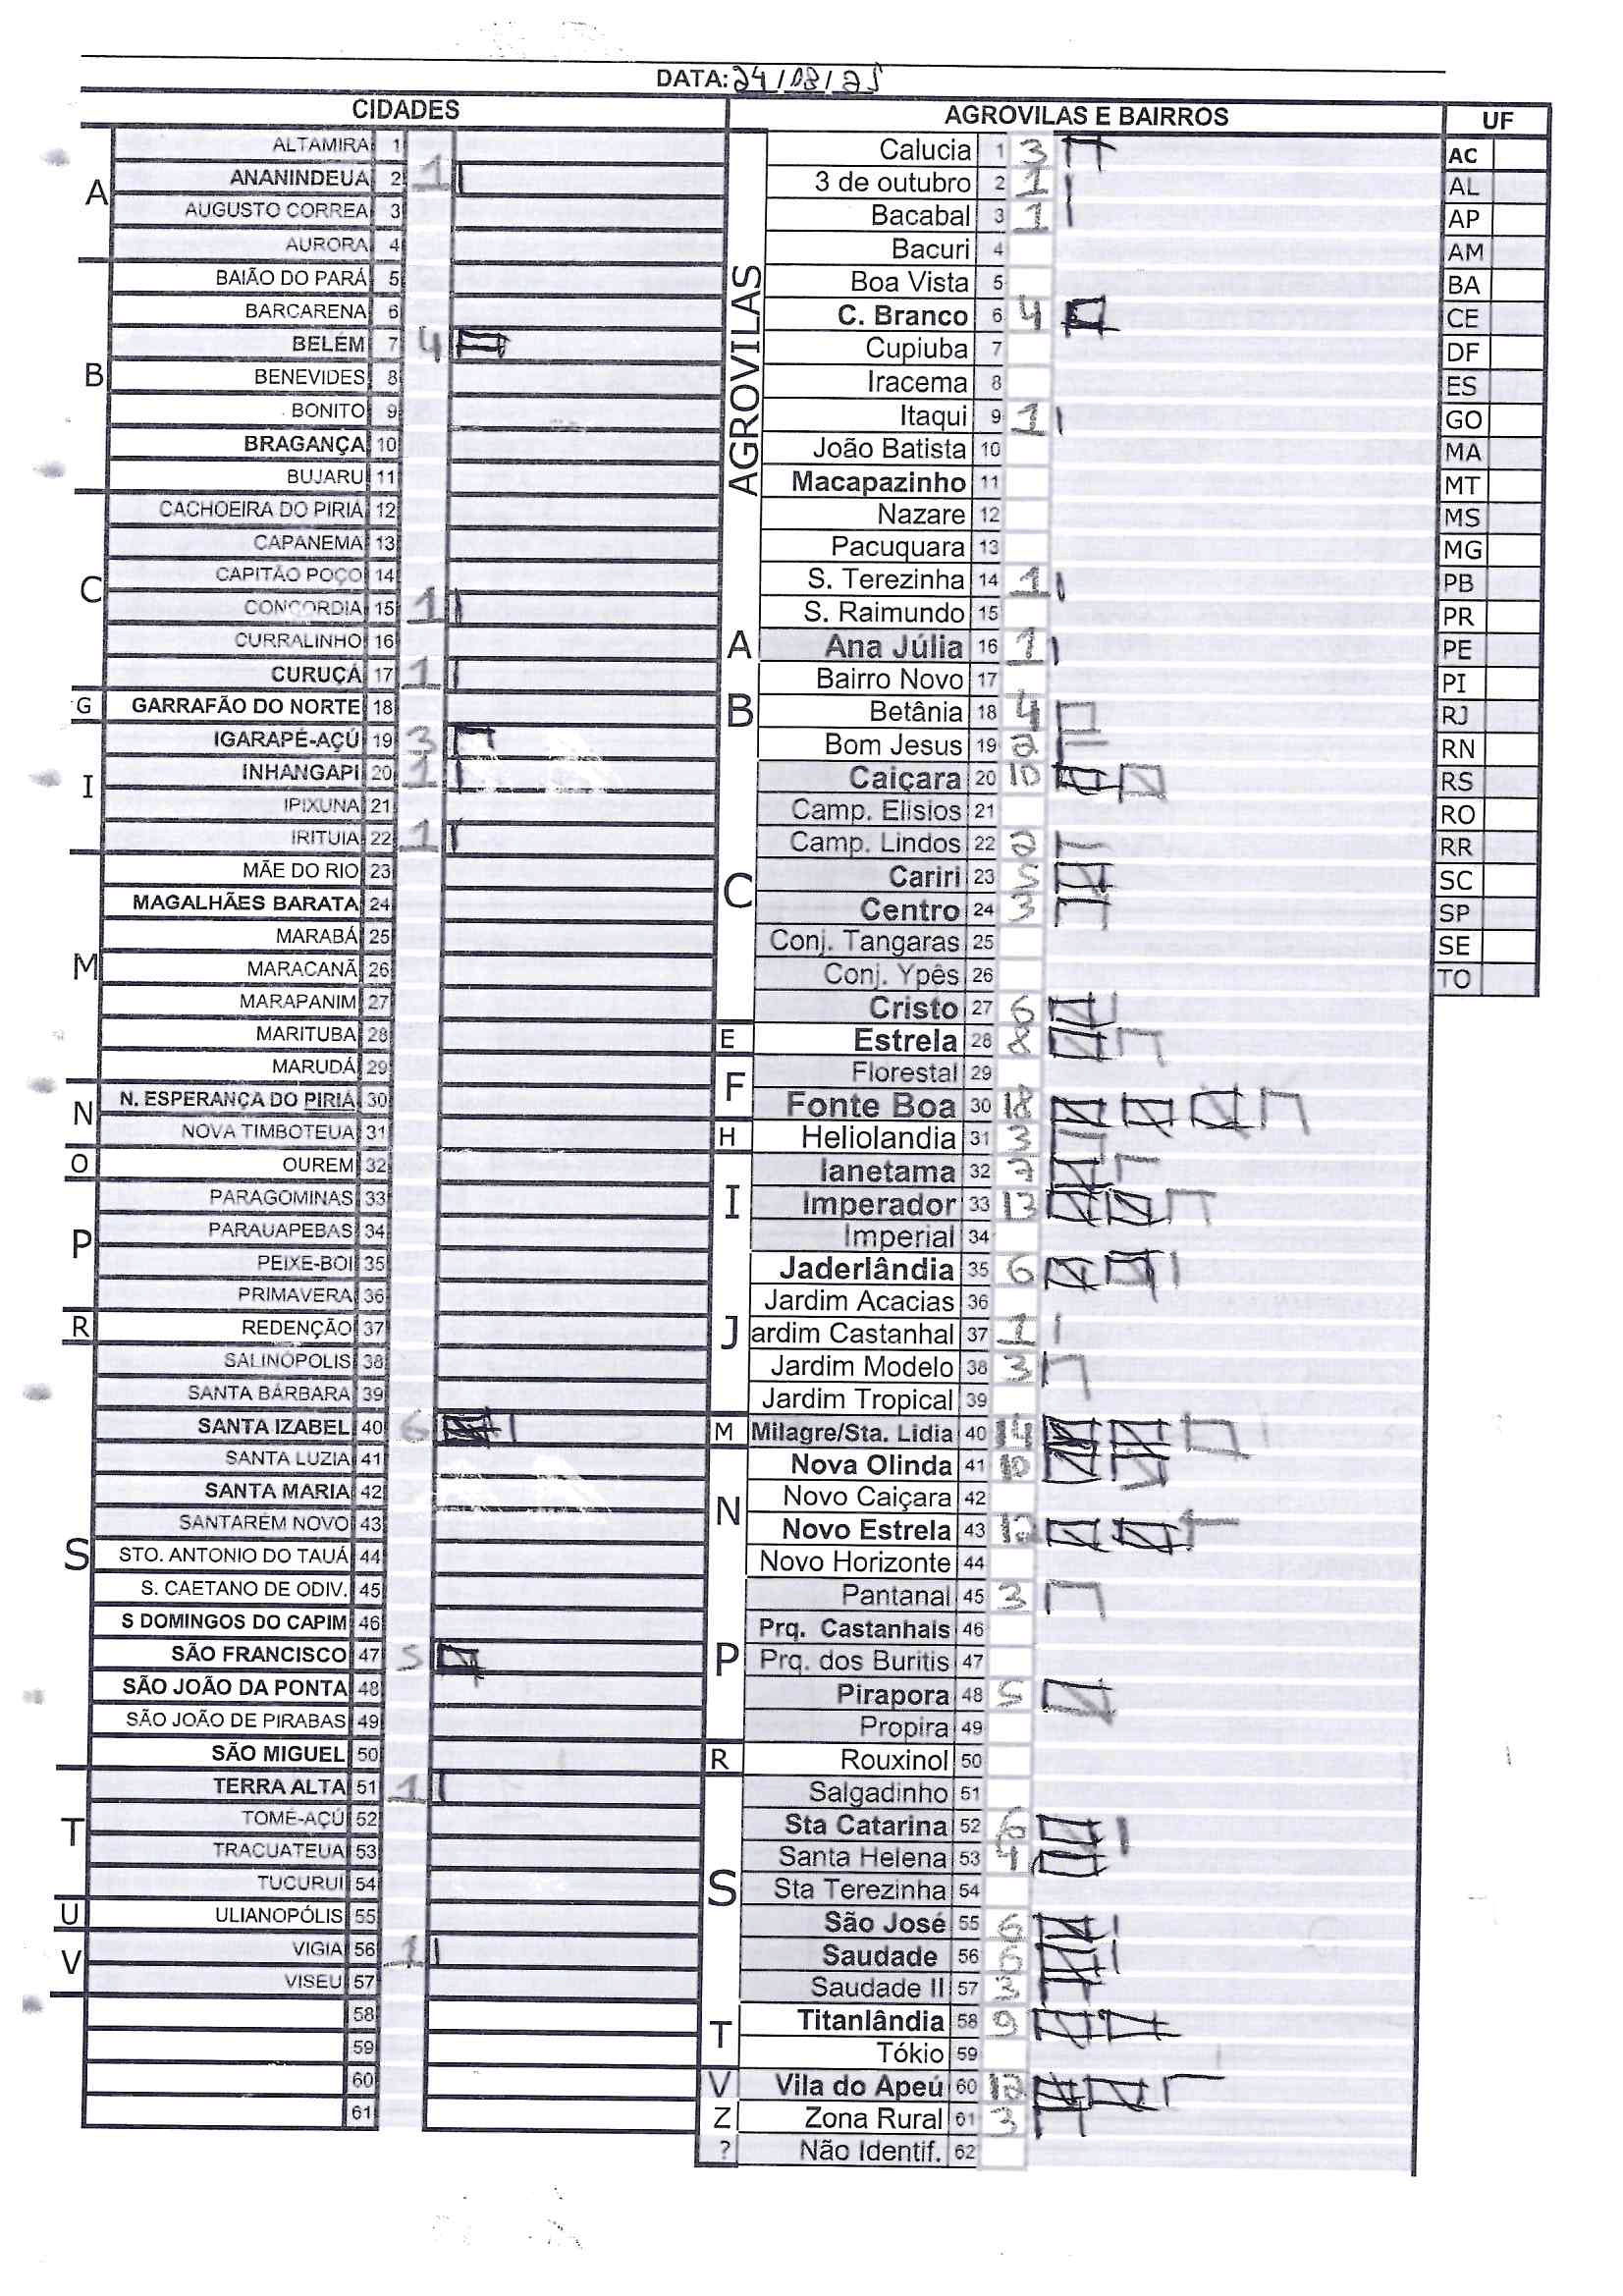 DATA: 24/08/25
CIDADES
A
ALTAMIRA 1
ANANINDEUA 2 1
AUGUSTO CORREA 3
AURORA 4
B
BAIÃO DO PARÁ 5
BARCARENA 6
BELÉM 7 4
BENEVIDES 8
BONITO 9
BRAGANÇA 10
BUJARU 11
C
CACHOEIRA DO PIRIÁ 12
CAPANEMA 13
CAPITÃO POÇO 14
CONCORDIA 15 1
CURRALINHO 16
CURUÇÁ 17 1
G
GARRAFÃO DO NORTE 18
I
IGARAPÉ-AÇÚ 19 3
INHANGAPI 20 1
IPIXUNA 21
IRITUIA 22 1
M
MÃE DO RIO 23
MAGALHÃES BARATA 24
MARABÁ 25
MARACANÃ 26
MARAPANIM 27
MARITUBA 28
MARUDÁ 29
N
N. ESPERANÇA DO PIRIÁ 30
NOVA TIMBOTEUA 31
O
OUREM 32
P
PARAGOMINAS 33
PARAUAPEBAS 34
PEIXE-BOI 35
PRIMAVERA 36
R
REDENÇÃO 37
S
SALINÓPOLIS 38
SANTA BÁRBARA 39
SANTA IZABEL 40 6
SANTA LUZIA 41
SANTA MARIA 42
SANTARÉM NOVO 43
STO. ANTONIO DO TAUÁ 44
S. CAETANO DE ODIV. 45
S DOMINGOS DO CAPIM 46
SÃO FRANCISCO 47 5
SÃO JOÃO DA PONTA 48
SÃO JOÃO DE PIRABAS 49
SÃO MIGUEL 50
T
TERRA ALTA 51 1
TOMÉ-AÇÚ 52
TRACUATEUA 53
TUCURUI 54
U
ULIANOPÓLIS 55
V
VIGIA 56 1
VISEU 57
58
59
60
61
AGROVILAS E BAIRROS
AGROVILAS
Calucia 1 3
3 de outubro 2 1
Bacabal 3 1
Bacuri 4
Boa Vista 5
C. Branco 6 4
Cupiuba 7
Iracema 8
Itaqui 9 1
João Batista 10
Macapazinho 11
Nazare 12
Pacuquara 13
S. Terezinha 14 1
S. Raimundo 15
A
Ana Júlia 16 1
B
Bairro Novo 17
Betânia 18 4
Bom Jesus 19 2
C
Caiçara 20 10
Camp. Elisios 21
Camp. Lindos 22 2
Cariri 23 5
Centro 24 3
Conj. Tangaras 25
Conj. Ypês 26
Cristo 27 6
E
Estrela 28 8
F
Florestal 29
Fonte Boa 30 18
H
Heliolandia 31 3
I
Ianetama 32
Imperador 33 13
Imperial 34
J
Jaderlândia 35 6
Jardim Acacias 36
ardim Castanhal 37 1
Jardim Modelo 38 3
Jardim Tropical 39
M
Milagre/Sta. Lidia 40 14
N
Nova Olinda 41 10
Novo Caiçara 42
Novo Estrela 43 12
Novo Horizonte 44
P
Pantanal 45 3
Prq. Castanhais 46
Prq. dos Buritis 47
Pirapora 48 5
Propira 49
R
Rouxinol 50
S
Salgadinho 51
Sta Catarina 52 6
Santa Helena 53 4
Sta Terezinha 54
São José 55 6
Saudade 56
Saudade II 57 3
T
Titanlândia 58 9
Tókio 59
V
Vila do Apeú 60 12
Z
Zona Rural 61 3
?
Não Identif. 62
UF
AC
AL
AP
AM
BA
CE
DF
ES
GO
MA
MT
MS
MG
PB
PR
PE
PI
RJ
RN
RS
RO
RR
SC
SP
SE
TO